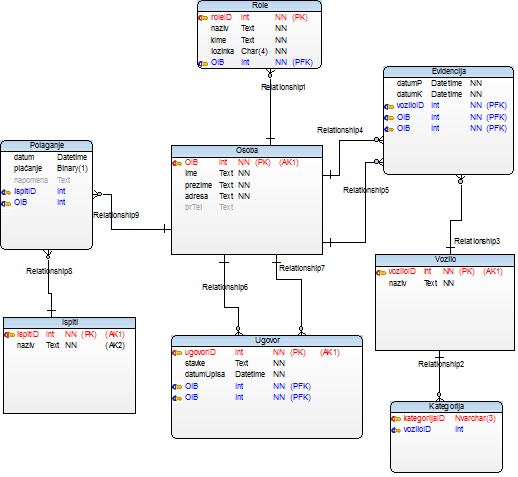 Role
roleID Int NN (PK)
naziv Text NN
kime Text NN
lozinka Char(4) NN
OIB Int NN (PFK)
Relationship1
Evidencija
datumP Datetime NN
datumK Datetime NN
voziloID Int NN (PFK)
OIB Int NN (PFK)
OIB Int NN (PFK)
Relationship4
Polaganje
datum Datetime
plaćanje Binary(1)
napomena Text
IspitID Int
OIB Int
Osoba
OIB Int NN (PK) (AK1)
Ime Text NN
prezime Text NN
adresa Text NN
brTel Text
Relationship5
Relationship9
Relationship3
Relationship8
Relationship6
Relationship7
Vozilo
voziloID Int NN (PK) (AK1)
naziv Text NN
Ispiti
IspitID Int NN (PK) (AK1)
naziv Text NN (AK2)
Ugovor
ugovorID Int NN (PK) (AK1)
stavke Text NN
datumUpisa Datetime NN
OIB Int NN (PFK)
OIB Int NN (PFK)
Relationship2
Kategorija
kategorijaID Nvarchar(3)
voziloID Int